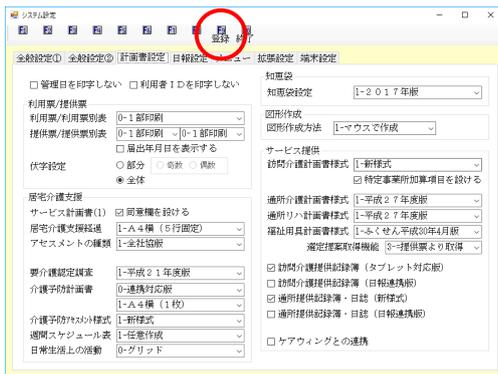 システム設定
登録 終了
全般設定① 全般設定② 計画書設定 日報設定 メニュー 拡張設定 端末設定
管理日を印字しない 利用者IDを印字しない
利用票/提供票
利用票/利用票別表 0-1部印刷
提供票/提供票別表 0-1部印刷 0-1部印刷
届出年月日を表示する
伏字設定 部分 奇数 偶数
全体
居宅介護支援
サービス計画書(1) 同意欄を設ける
居宅介護支援経過 1-A4横(5行固定)
アセスメントの種類 1-全社協版
要介護認定調査 1-平成21年度版
介護予防計画書 0-連携対応版
1-A4横(1枚)
介護予防アセスメント様式 1-新様式
週間スケジュール表 1-任意作成
日常生活上の活動 0-グリッド
知恵袋
知恵袋設定 1-2017年版
図形作成
図形作成方法 1-マウスで作成
サービス提供
訪問介護計画書様式 1-新様式
特定事業所加算項目を設ける
通所介護計画書様式 1-平成27年度版
通所リハ計画書様式 1-平成27年度版
福祉用具計画書様式 1-ふくせん平成30年4月版
選定提案取得機能 3-提供票より取得
訪問介護提供記録簿(タブレット対応版)
訪問介護提供記録簿(日報連携版)
通所提供記録簿・日誌(新様式)
通所提供記録簿・日誌(日報連携版)
ケアウィングとの連携